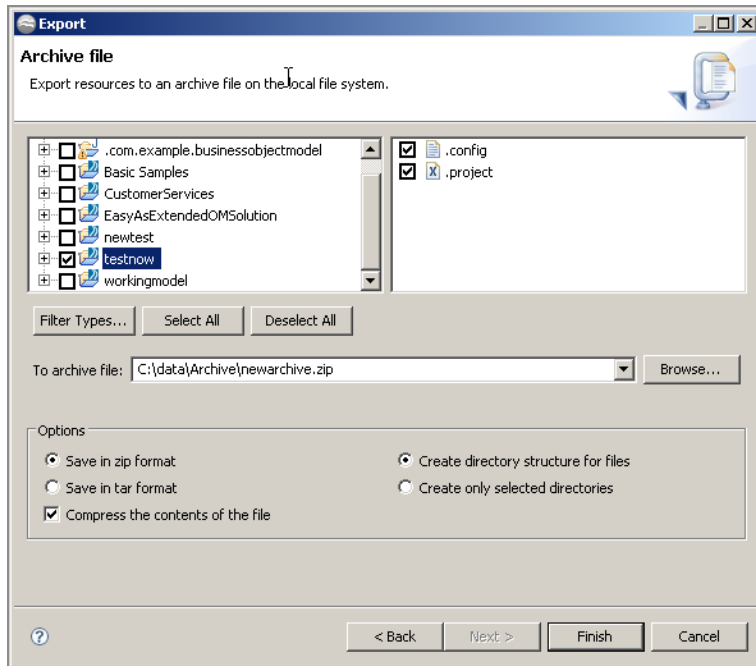 Export
Archive file
Export resources to an archive file on the local file system.
.com.example.businessobjectmodel
Basic Samples
CustomerServices
EasyAsExtendedOMSolution
newtest
testnow
workingmodel
.config
.project
Filter Types...
Select All
Deselect All
To archive file:
C:\data\Archive\newarchive.zip
Browse...
Options
Save in zip format
Create directory structure for files
Save in tar format
Create only selected directories
Compress the contents of the file
< Back
Next >
Finish
Cancel